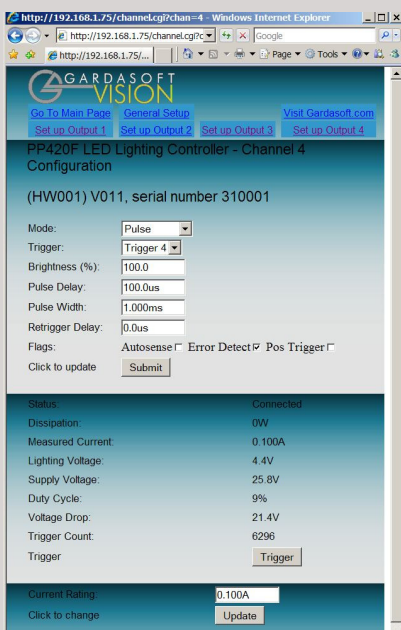 http://192.168.1.75/channel.cgi?chan=4 - Windows Internet Explorer
http://192.168.1.75/channel.cgi?c Google
http://192.168.1.75/... Page Tools
GARDASOFT
VISION
Go To Main Page General Setup Visit Gardasoft.com
Set up Output 1 Set up Output 2 Set up Output 3 Set up Output 4
PP420F LED Lighting Controller - Channel 4
Configuration
(HW001) V011, serial number 310001
Mode: Pulse
Trigger: Trigger 4
Brightness (%): 100.0
Pulse Delay: 100.0us
Pulse Width: 1.000ms
Retrigger Delay: 0.0us
Flags: Autosense Error Detect Pos Trigger
Click to update Submit
Status: Connected
Dissipation: 0W
Measured Current: 0.100A
Lighting Voltage: 4.4V
Supply Voltage: 25.8V
Duty Cycle: 9%
Voltage Drop: 21.4V
Trigger Count: 6296
Trigger Trigger
Current Rating: 0.100A
Click to change Update